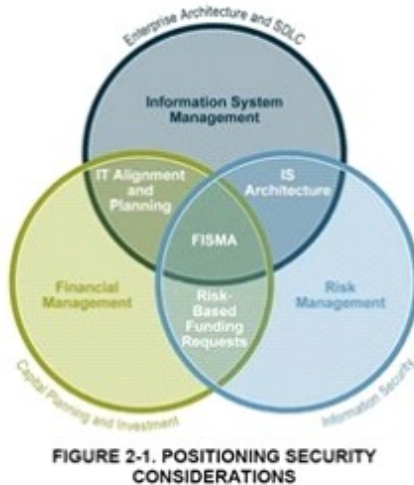 Enterprise Architecture and SDLC
Information System
Management
IT Alignment
and
Planning
IS
Architecture
FISMA
Financial
Management
Risk
Management
Risk-
Based
Funding
Requests
Capital Planning and Investment
Information Security
FIGURE 2-1. POSITIONING SECURITY
CONSIDERATIONS